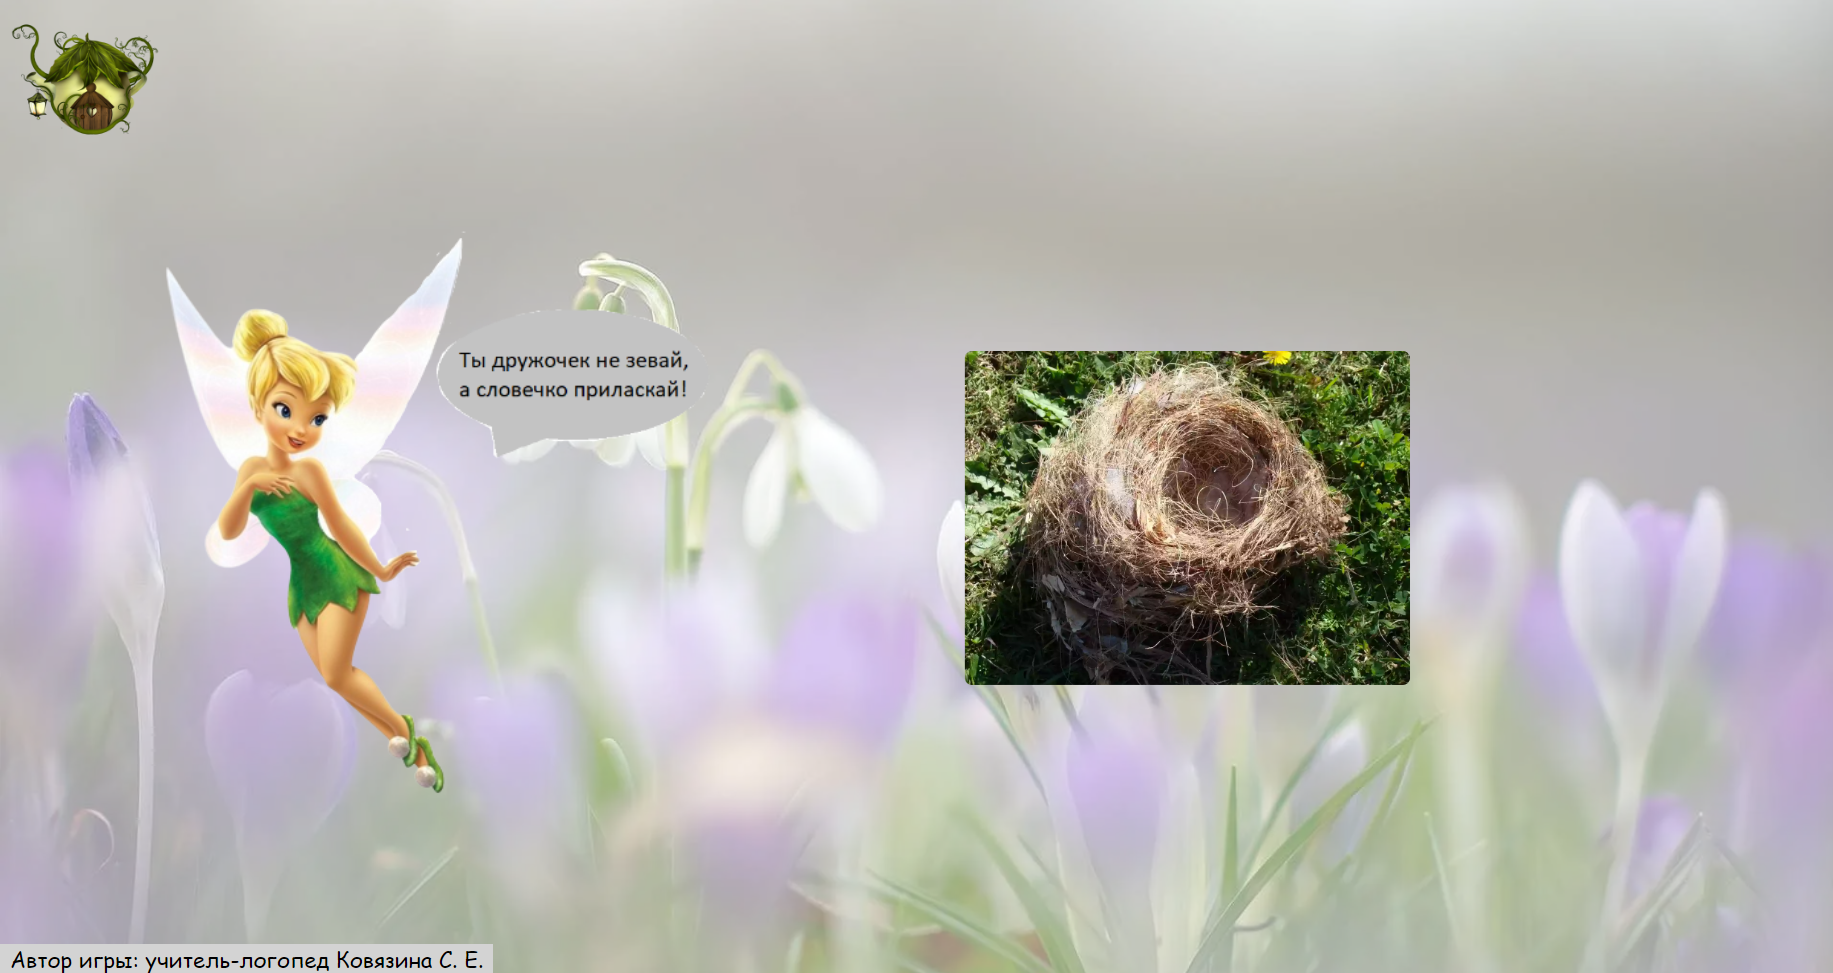 Ты дружочек не зевай,
а словечко приласкай!
Автор игры: учитель-логопед Ковязина С. Е.